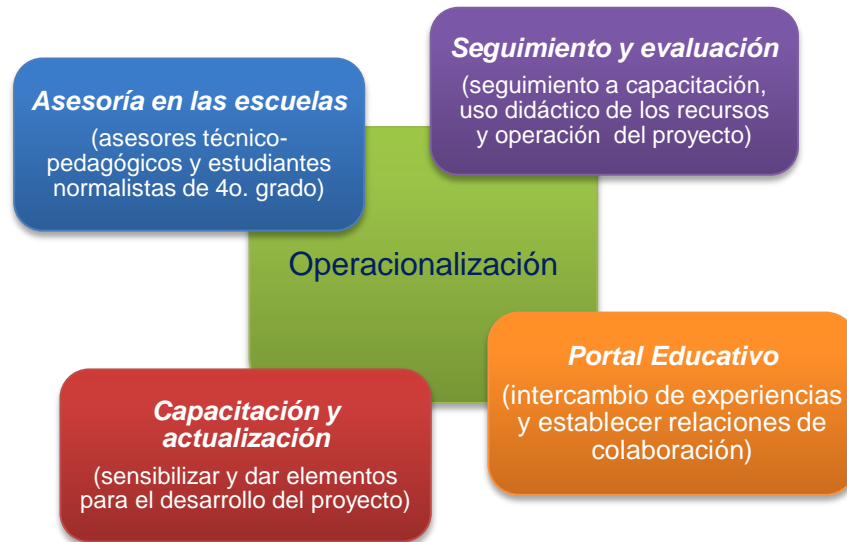 Asesoría en las escuelas
(asesores técnico-
pedagógicos y estudiantes
normalistas de 4o. grado)
Seguimiento y evaluación
(seguimiento a capacitación,
uso didáctico de los recursos
y operación del proyecto)
Operacionalización
Capacitación y
actualización
(sensibilizar y dar elementos
para el desarrollo del proyecto)
Portal Educativo
(intercambio de experiencias
y establecer relaciones de
colaboración)